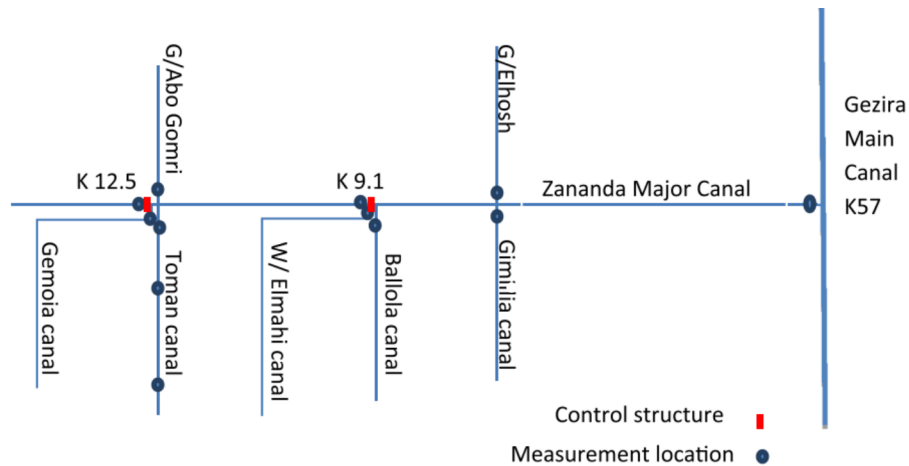 G/Abo Gomri
G/Elhosh
Gezira
Main
Canal
K57
K 12.5
K 9.1
Zananda Major Canal
Gemoia canal
Toman canal
W/ Elmahi canal
Ballola canal
Gimilia canal
Control structure
Measurement location